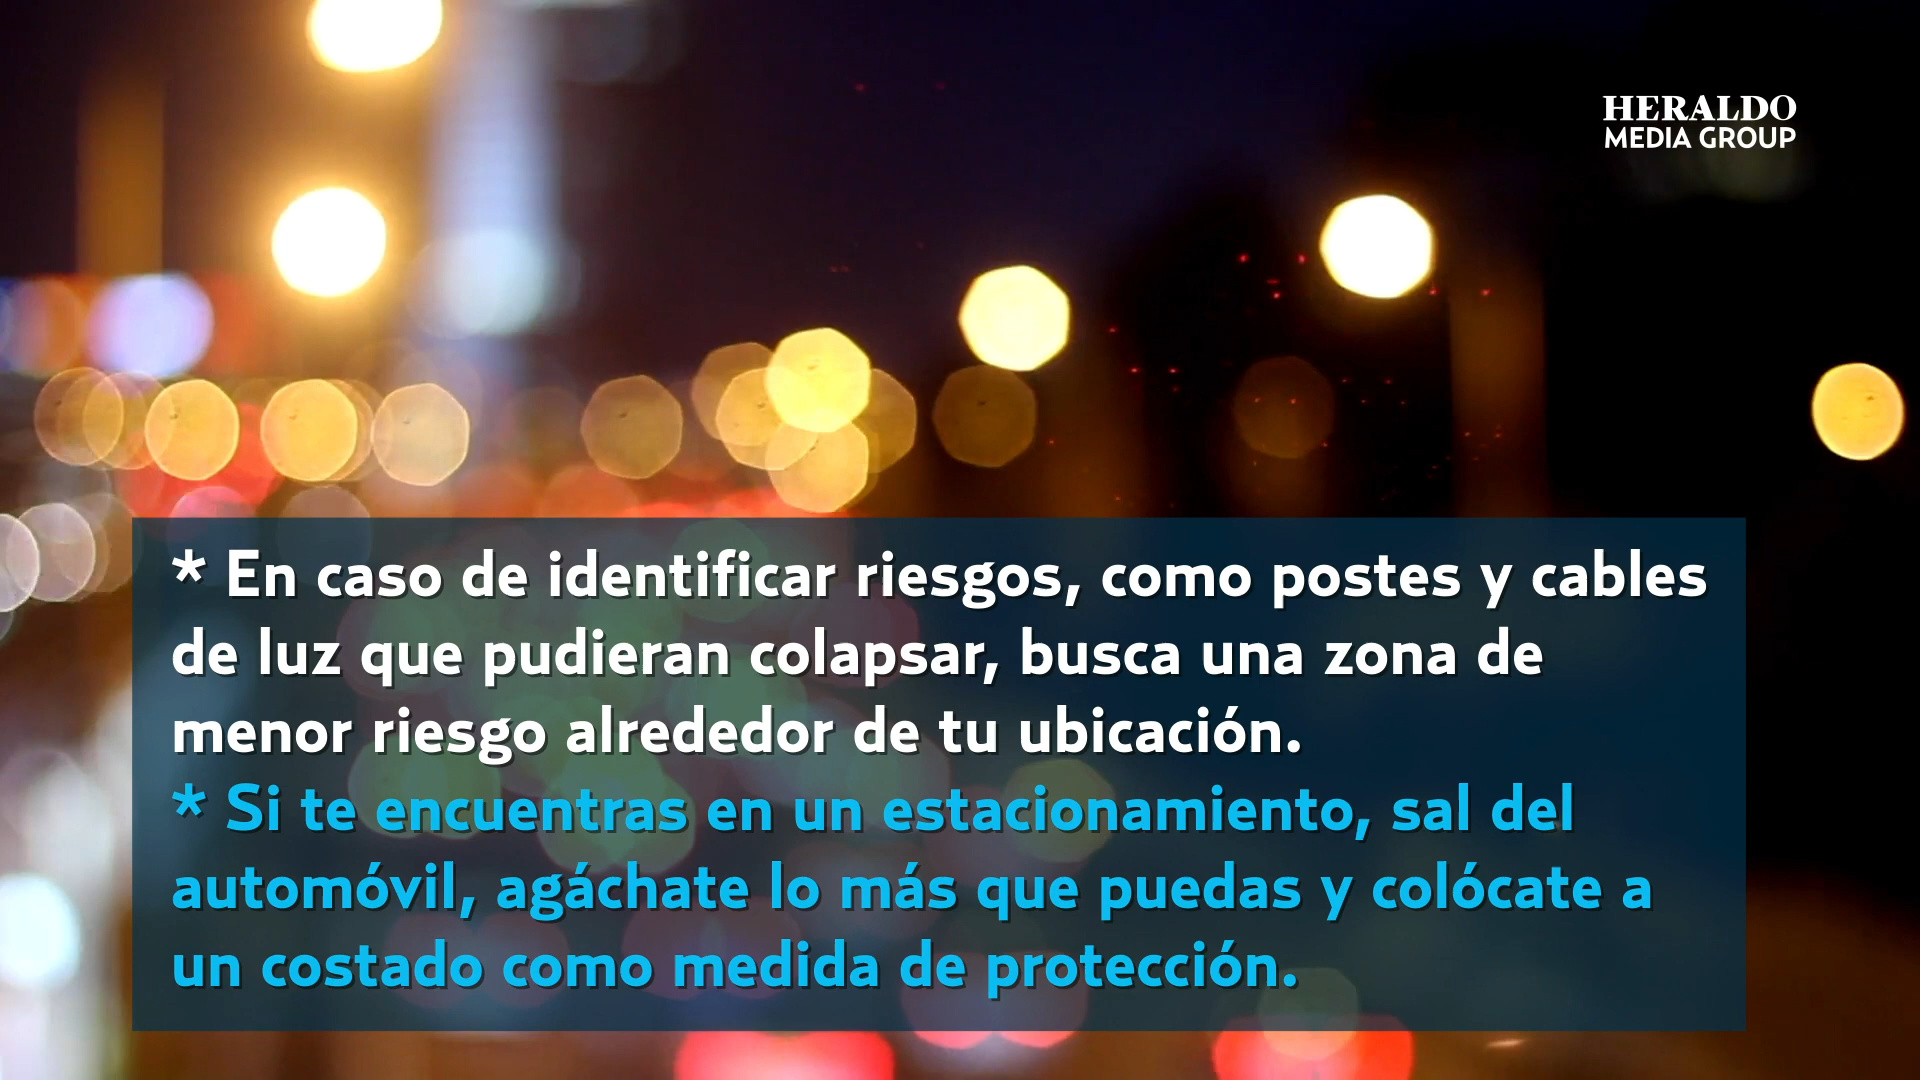 HERALDO
MEDIA GROUP
* En caso de identificar riesgos, como postes y cables
de luz que pudieran colapsar, busca una zona de
menor riesgo alrededor de tu ubicación.
* Si te encuentras en un estacionamiento, sal del
automóvil, agáchate lo más que puedas y colócate a
un costado como medida de protección.